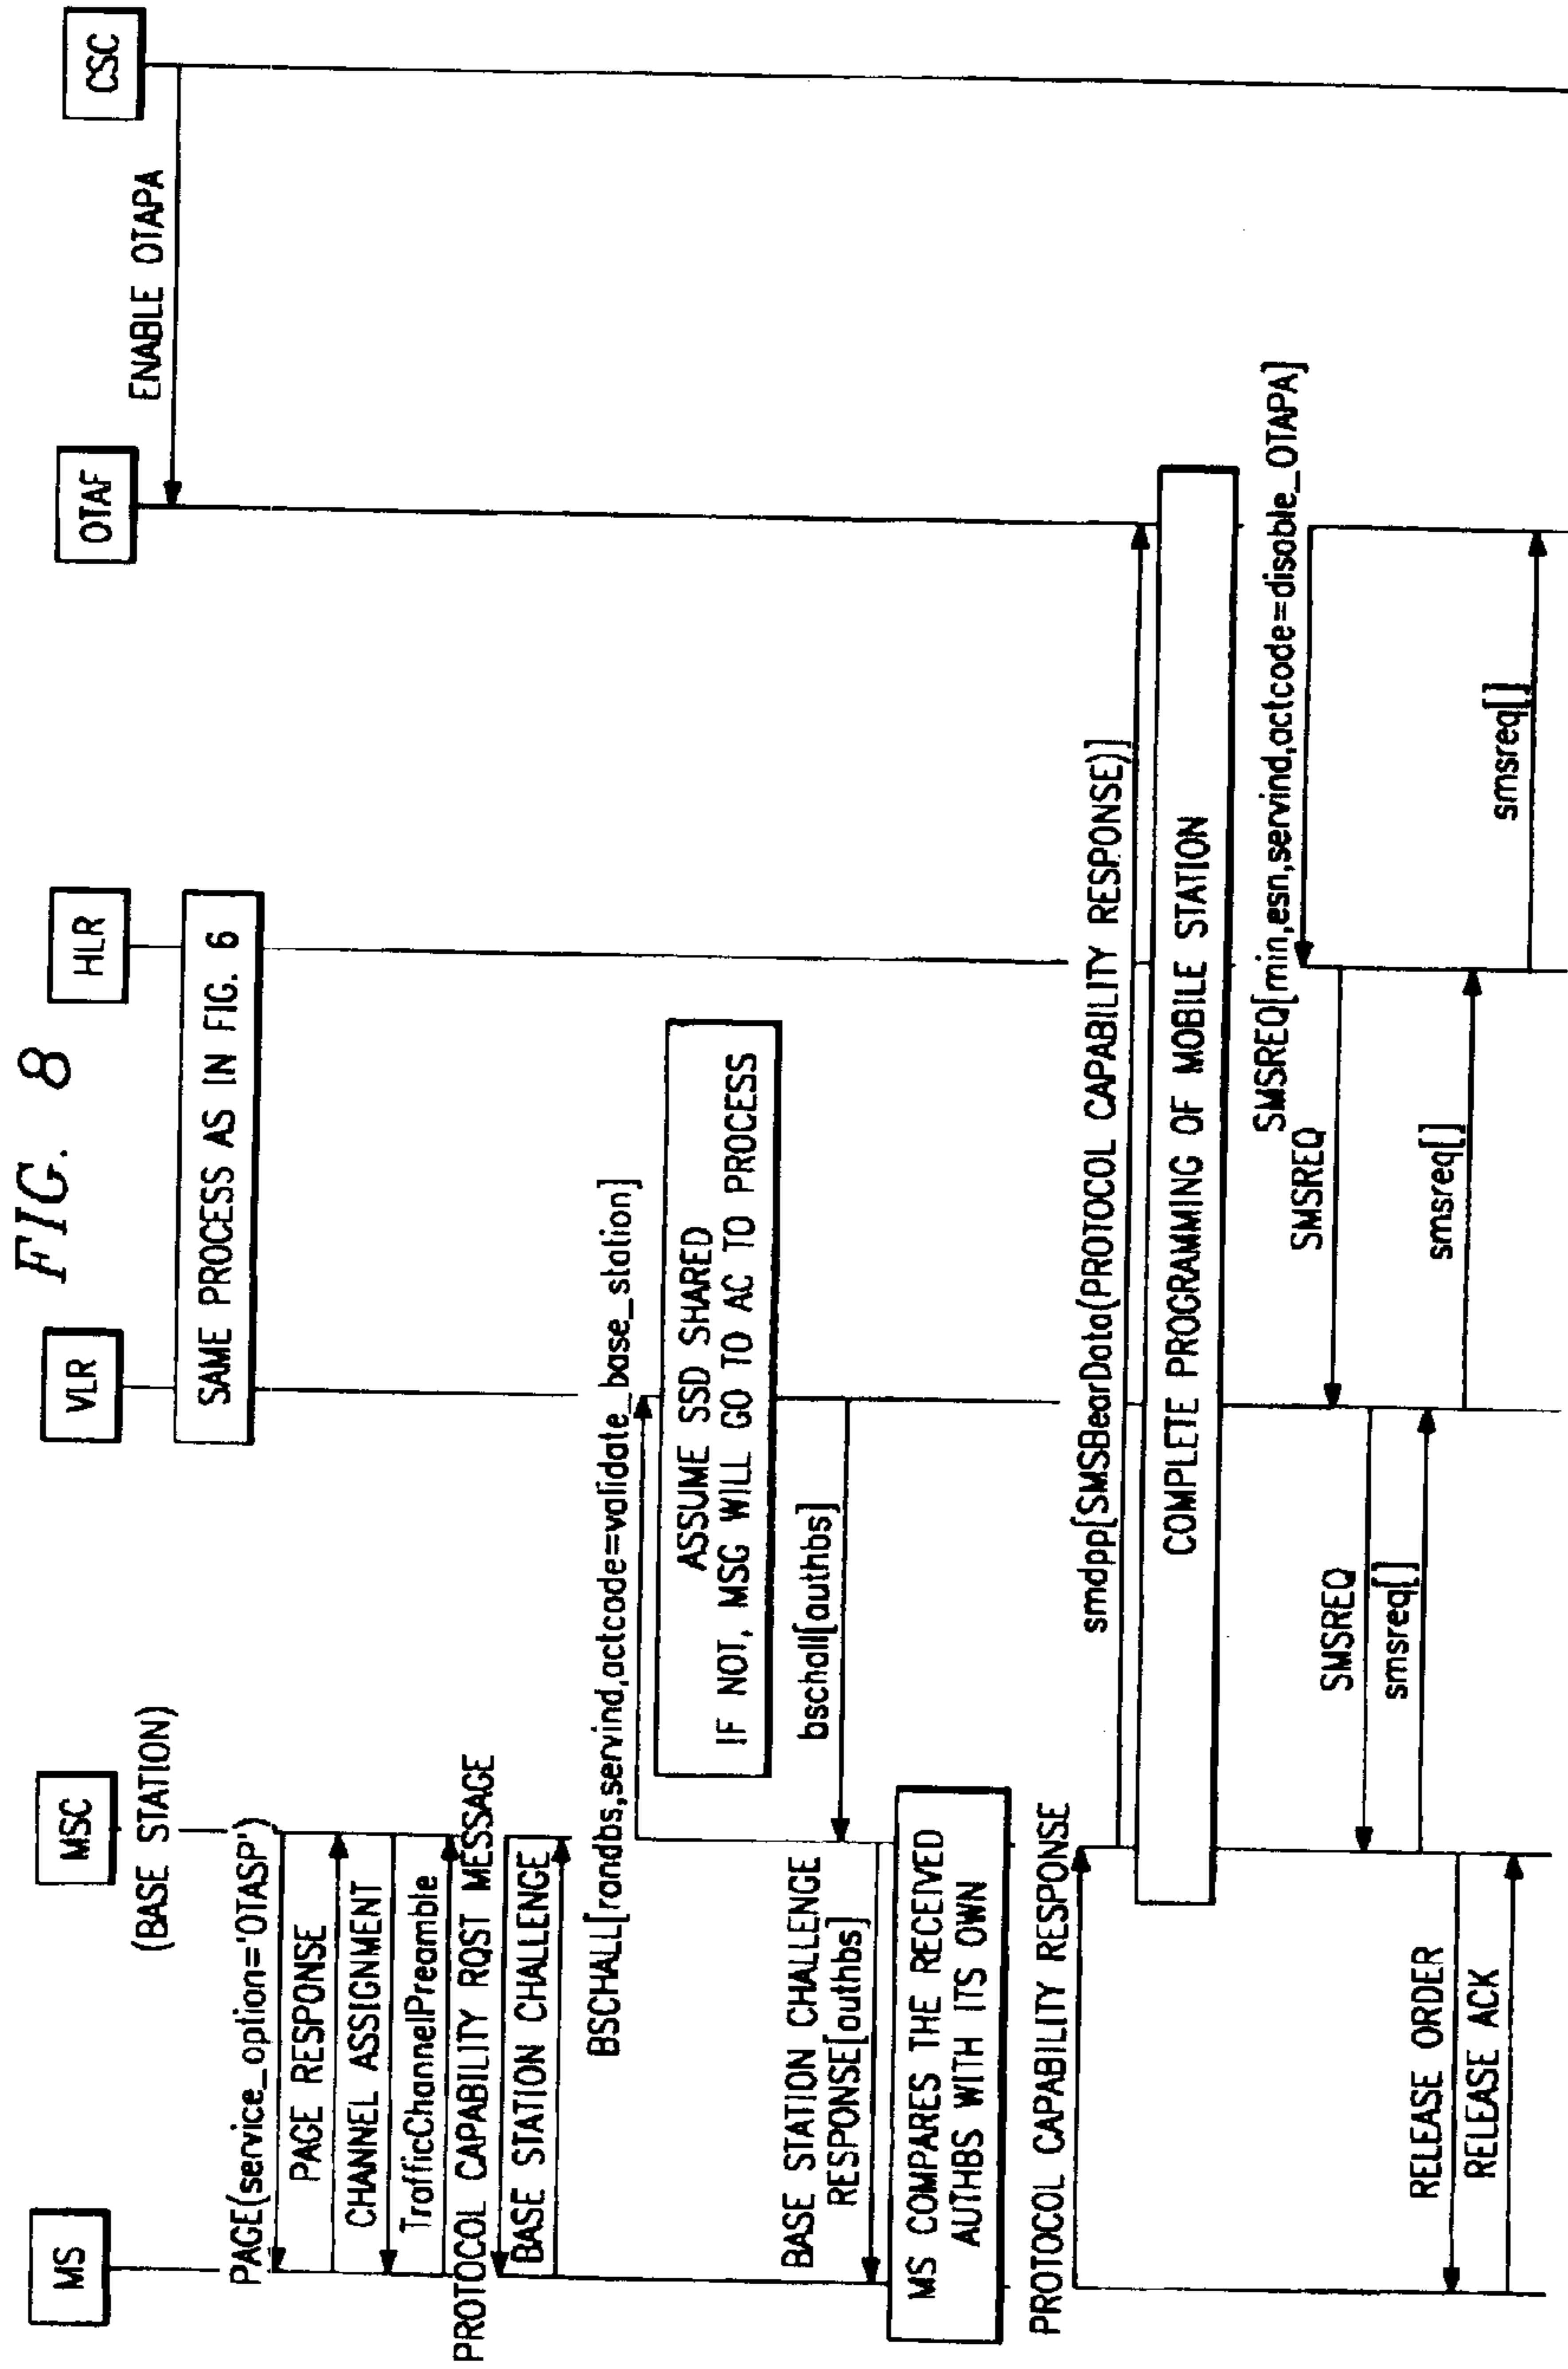 FIG. 8
MS
MSC
VLR
HLR
OTAF
CSC
(BASE STATION)
ENABLE OTAPA
SAME PROCESS AS IN FIG. 6
PAGE(service_option='OTASP')
PAGE RESPONSE
CHANNEL ASSIGNMENT
TrafficChannelPreamble
PROTOCOL CAPABILITY RQST MESSAGE
BASE STATION CHALLENGE
BSCHALL[randbs,servind,actcode=validate_base_station]
ASSUME SSD SHARED
IF NOT, MSG WILL GO TO AC TO PROCESS
bschall[authbs]
BASE STATION CHALLENGE
RESPONSE[authbs]
MS COMPARES THE RECEIVED
AUTHBS WITH ITS OWN
PROTOCOL CAPABILITY RESPONSE
smdpp[SMSBearData(PROTOCOL CAPABILITY RESPONSE)]
COMPLETE PROGRAMMING OF MOBILE STATION
SMSREQ[min,esn,servind,actcode=disable_OTAPA]
SMSREQ
SMSREQ
smsreq[]
smsreq[]
smsreq[]
RELEASE ORDER
RELEASE ACK